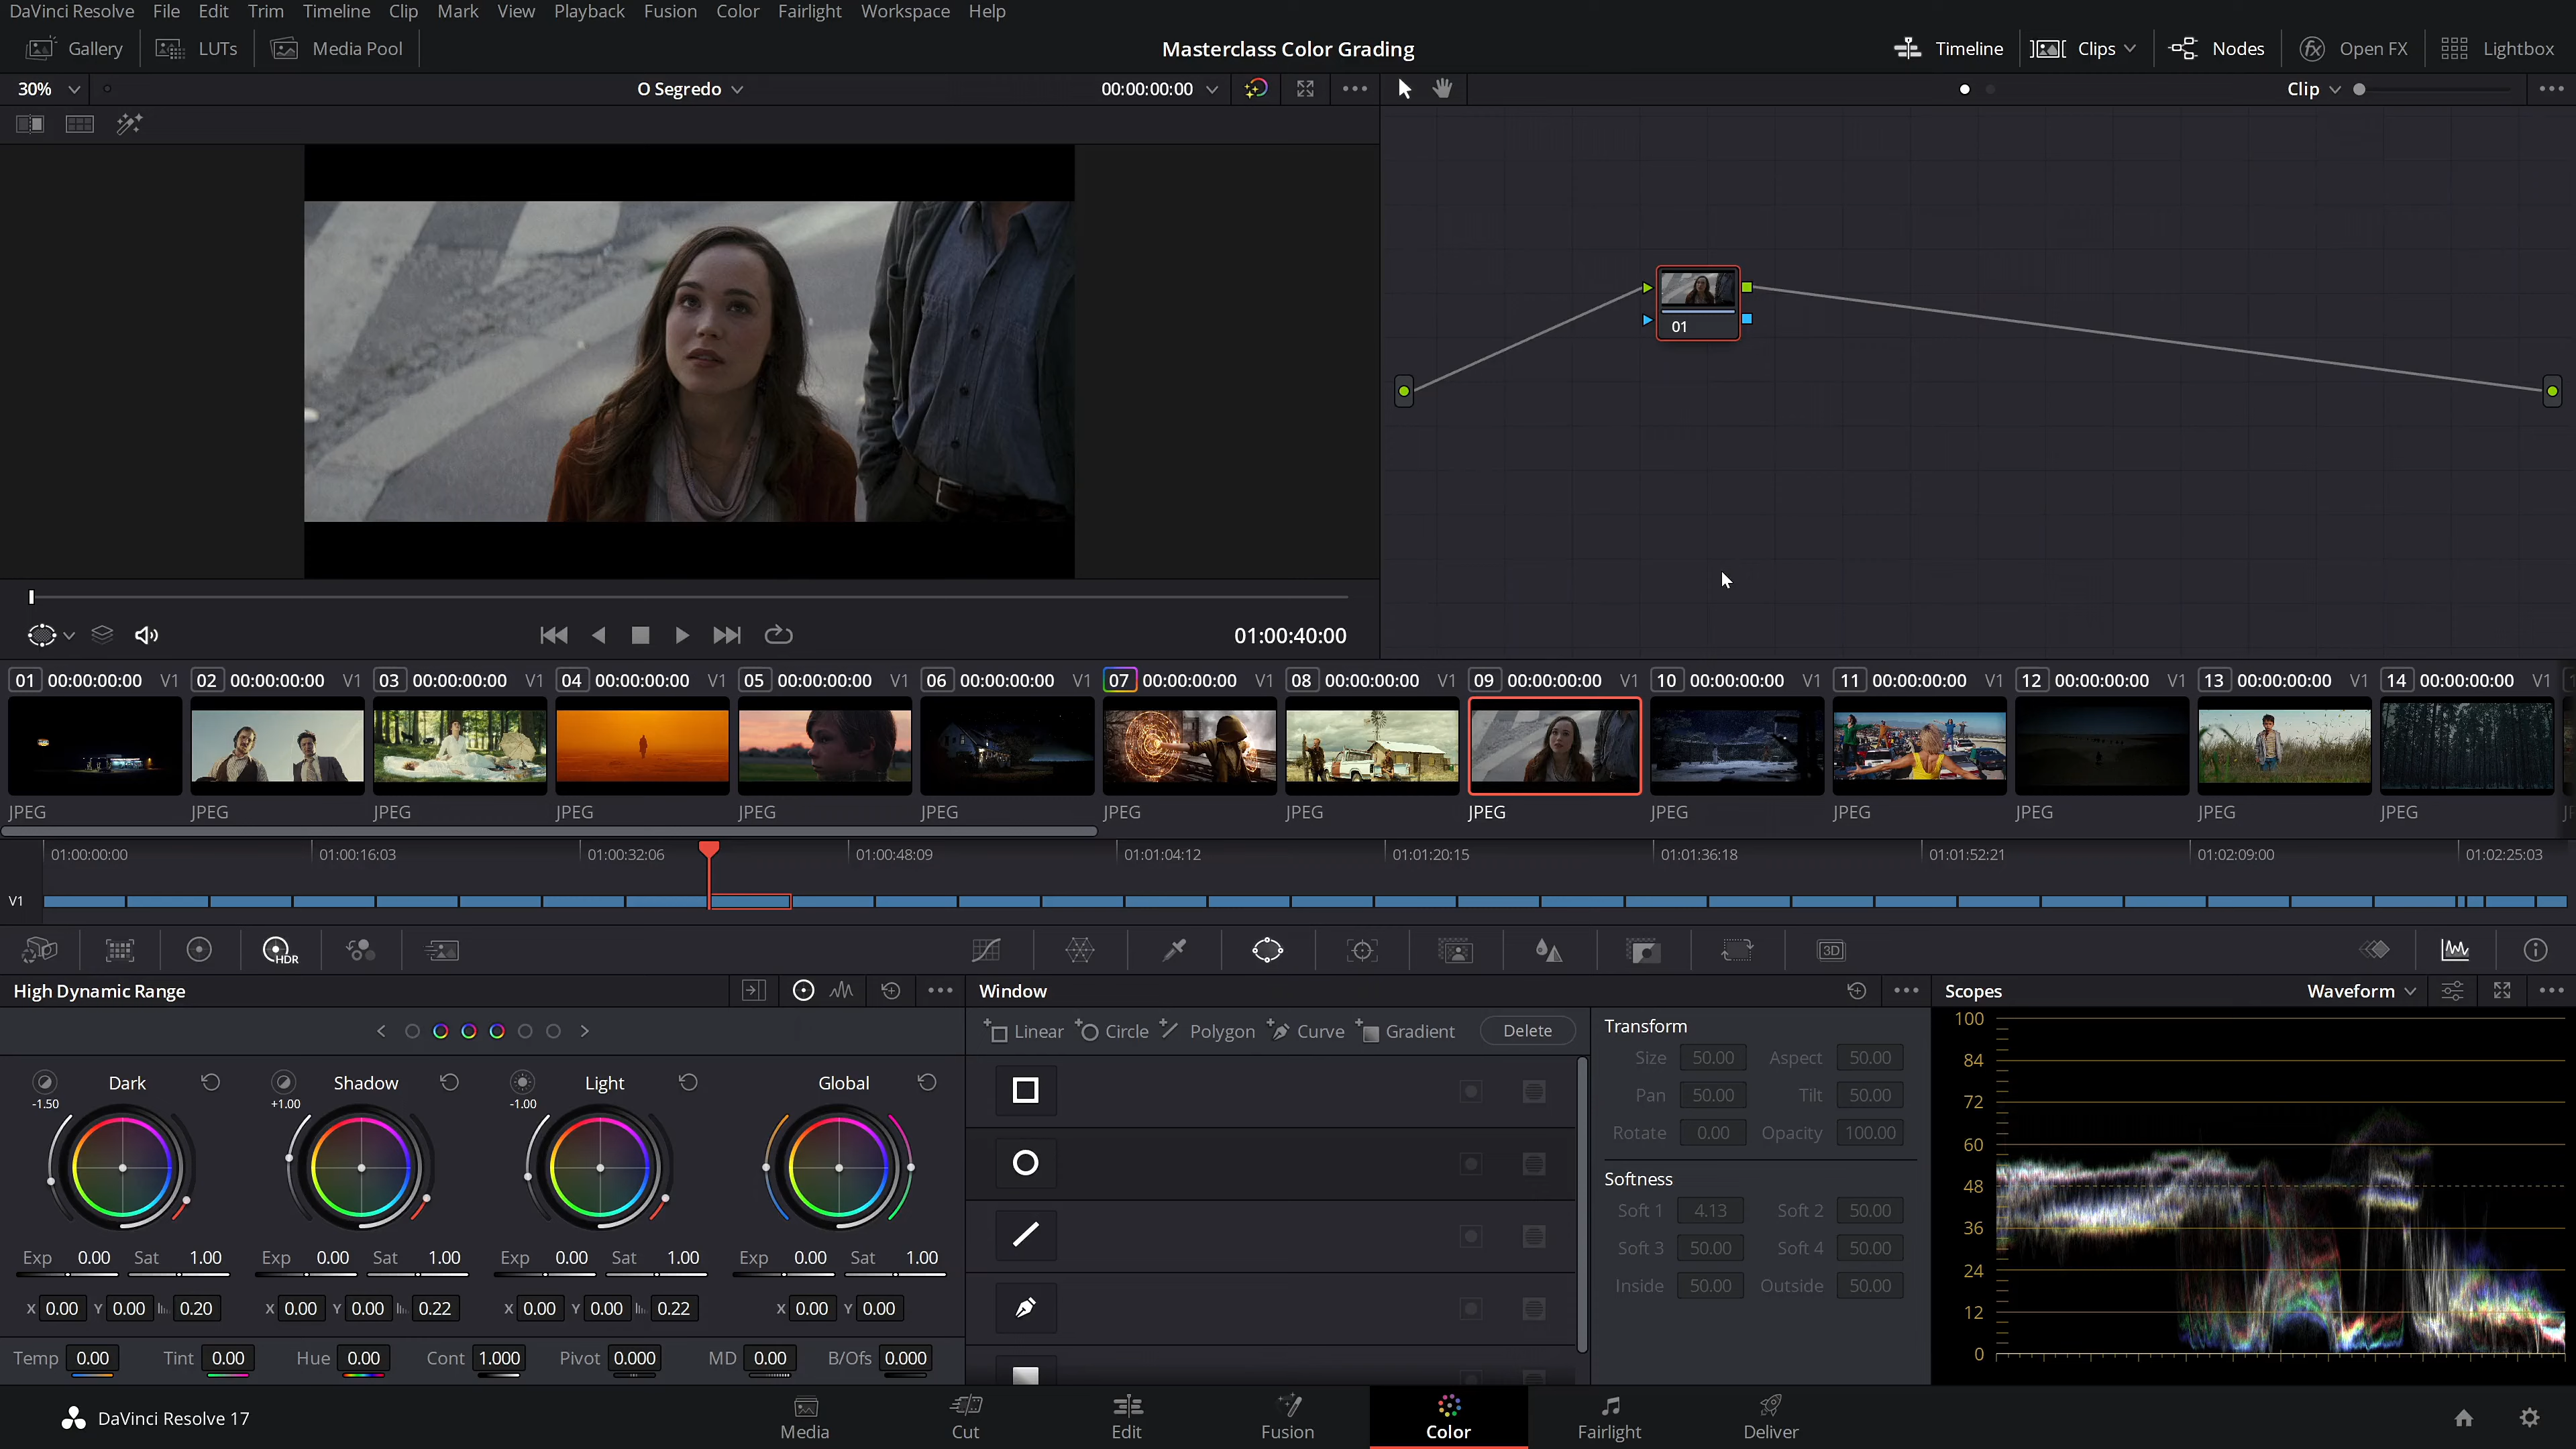 DaVinci Resolve File Edit Trim Timeline Clip Mark View Playback Fusion Color Fairlight Workspace Help
Gallery LUTs Media Pool Masterclass Color Grading Timeline Clips Nodes Open FX Lightbox
30% O Segredo 00:00:00:00 Clip
01
01:00:40:00
01 00:00:00:00 V1 02 00:00:00:00 V1 03 00:00:00:00 V1 04 00:00:00:00 V1 05 00:00:00:00 V1 06 00:00:00:00 V1 07 00:00:00:00 V1 08 00:00:00:00 V1 09 00:00:00:00 V1 10 00:00:00:00 V1 11 00:00:00:00 V1 12 00:00:00:00 V1 13 00:00:00:00 V1 14 00:00:00:00 V1
JPEG JPEG JPEG JPEG JPEG JPEG JPEG JPEG JPEG JPEG JPEG JPEG JPEG JPEG
01:00:00:00 01:00:16:03 01:00:32:06 01:00:48:09 01:01:04:12 01:01:20:15 01:01:36:18 01:01:52:21 01:02:09:00 01:02:25:03
V1
HDR 3D
High Dynamic Range Window Scopes Waveform
Linear Circle Polygon Curve Gradient Delete
Dark Shadow Light Global
-1.50 +1.00 -1.00
Exp 0.00 Sat 1.00 Exp 0.00 Sat 1.00 Exp 0.00 Sat 1.00 Exp 0.00 Sat 1.00
X 0.00 Y 0.00 0.20 X 0.00 Y 0.00 0.22 X 0.00 Y 0.00 0.22 X 0.00 Y 0.00
Temp 0.00 Tint 0.00 Hue 0.00 Cont 1.000 Pivot 0.000 MD 0.00 B/Ofs 0.000
Transform
Size 50.00 Aspect 50.00
Pan 50.00 Tilt 50.00
Rotate 0.00 Opacity 100.00
Softness
Soft 1 4.13 Soft 2 50.00
Soft 3 50.00 Soft 4 50.00
Inside 50.00 Outside 50.00
100
84
72
60
48
36
24
12
0
DaVinci Resolve 17 Media Cut Edit Fusion Color Fairlight Deliver